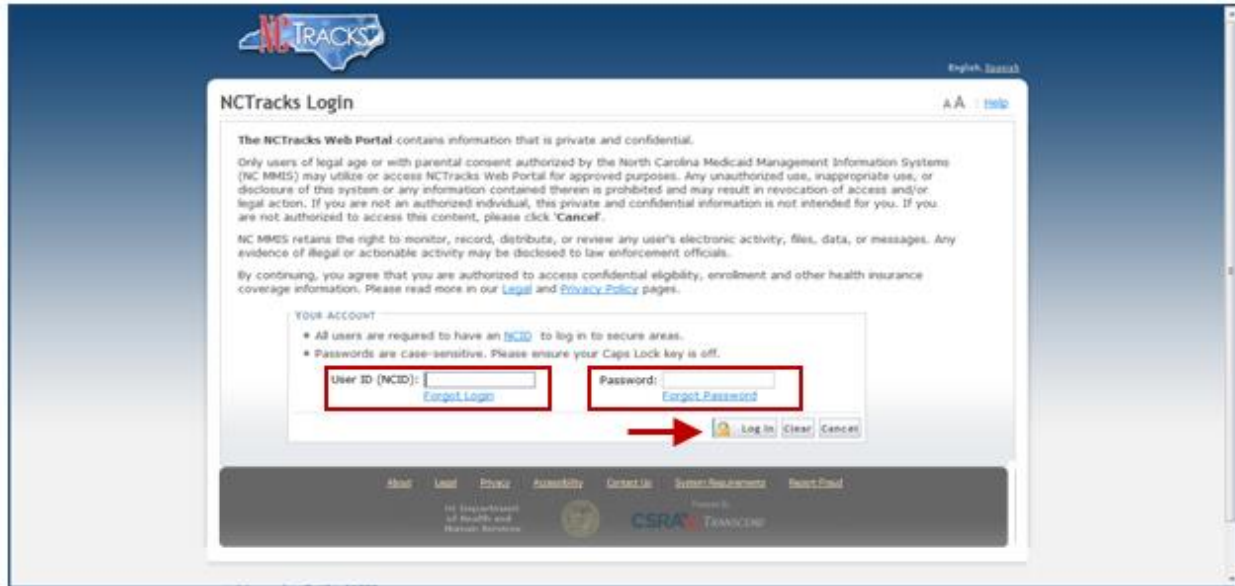 NCTRACKS
English, Spanish
NCTracks Login
A A | Help
The NCTracks Web Portal contains information that is private and confidential.
Only users of legal age or with parental consent authorized by the North Carolina Medicaid Management Information Systems
(NC MMIS) may utilize or access NCTracks Web Portal for approved purposes. Any unauthorized use, inappropriate use, or
disclosure of this system or any information contained therein is prohibited and may result in revocation of access and/or
legal action. If you are not an authorized individual, this private and confidential information is not intended for you. If you
are not authorized to access this content, please click 'Cancel'.
NC MMIS retains the right to monitor, record, distribute, or review any user's electronic activity, files, data, or messages. Any
evidence of illegal or actionable activity may be disclosed to law enforcement officials.
By continuing, you agree that you are authorized to access confidential eligibility, enrollment and other health insurance
coverage information. Please read more in our Legal and Privacy Policy pages.
YOUR ACCOUNT
• All users are required to have an NCID to log in to secure areas.
• Passwords are case-sensitive. Please ensure your Caps Lock key is off.
User ID (NCID): Password:
Forgot Login Forgot Password
Log In Clear Cancel
About Legal Privacy Accessibility Contact Us System Requirements Report Fraud
NC Department
of Health and
Human Services
Powered By
CSRA TRANSCEND